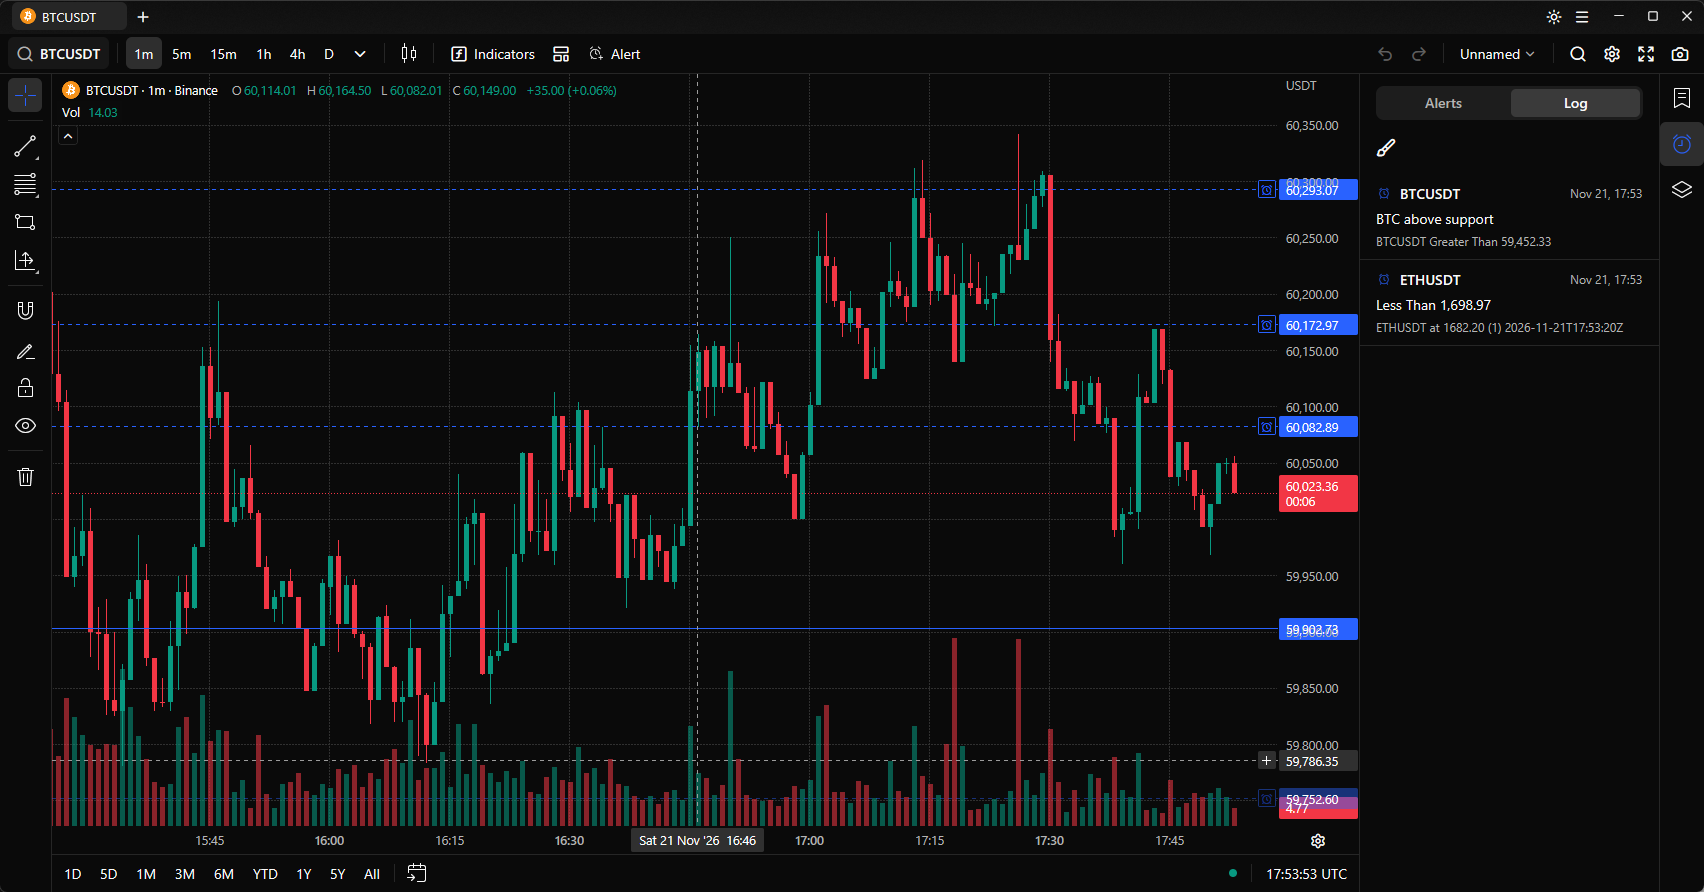 BTCUSDT
BTCUSDT 1m 5m 15m 1h 4h D Indicators Alert Unnamed
BTCUSDT · 1m · Binance O 60,114.01 H 60,164.50 L 60,082.01 C 60,149.00 +35.00 (+0.06%)
Vol 14.03
USDT
60,350.00
60,300.00
60,293.07
60,250.00
60,200.00
60,172.97
60,150.00
60,100.00
60,082.89
60,050.00
60,023.36
00:06
59,950.00
59,902.73
59,900.00
59,850.00
59,800.00
59,786.35
59,752.60
4.77
15:45 16:00 16:15 16:30 Sat 21 Nov '26 16:46 17:00 17:15 17:30 17:45
1D 5D 1M 3M 6M YTD 1Y 5Y All 17:53:53 UTC
Alerts Log
BTCUSDT Nov 21, 17:53
BTC above support
BTCUSDT Greater Than 59,452.33
ETHUSDT Nov 21, 17:53
Less Than 1,698.97
ETHUSDT at 1682.20 (1) 2026-11-21T17:53:20Z